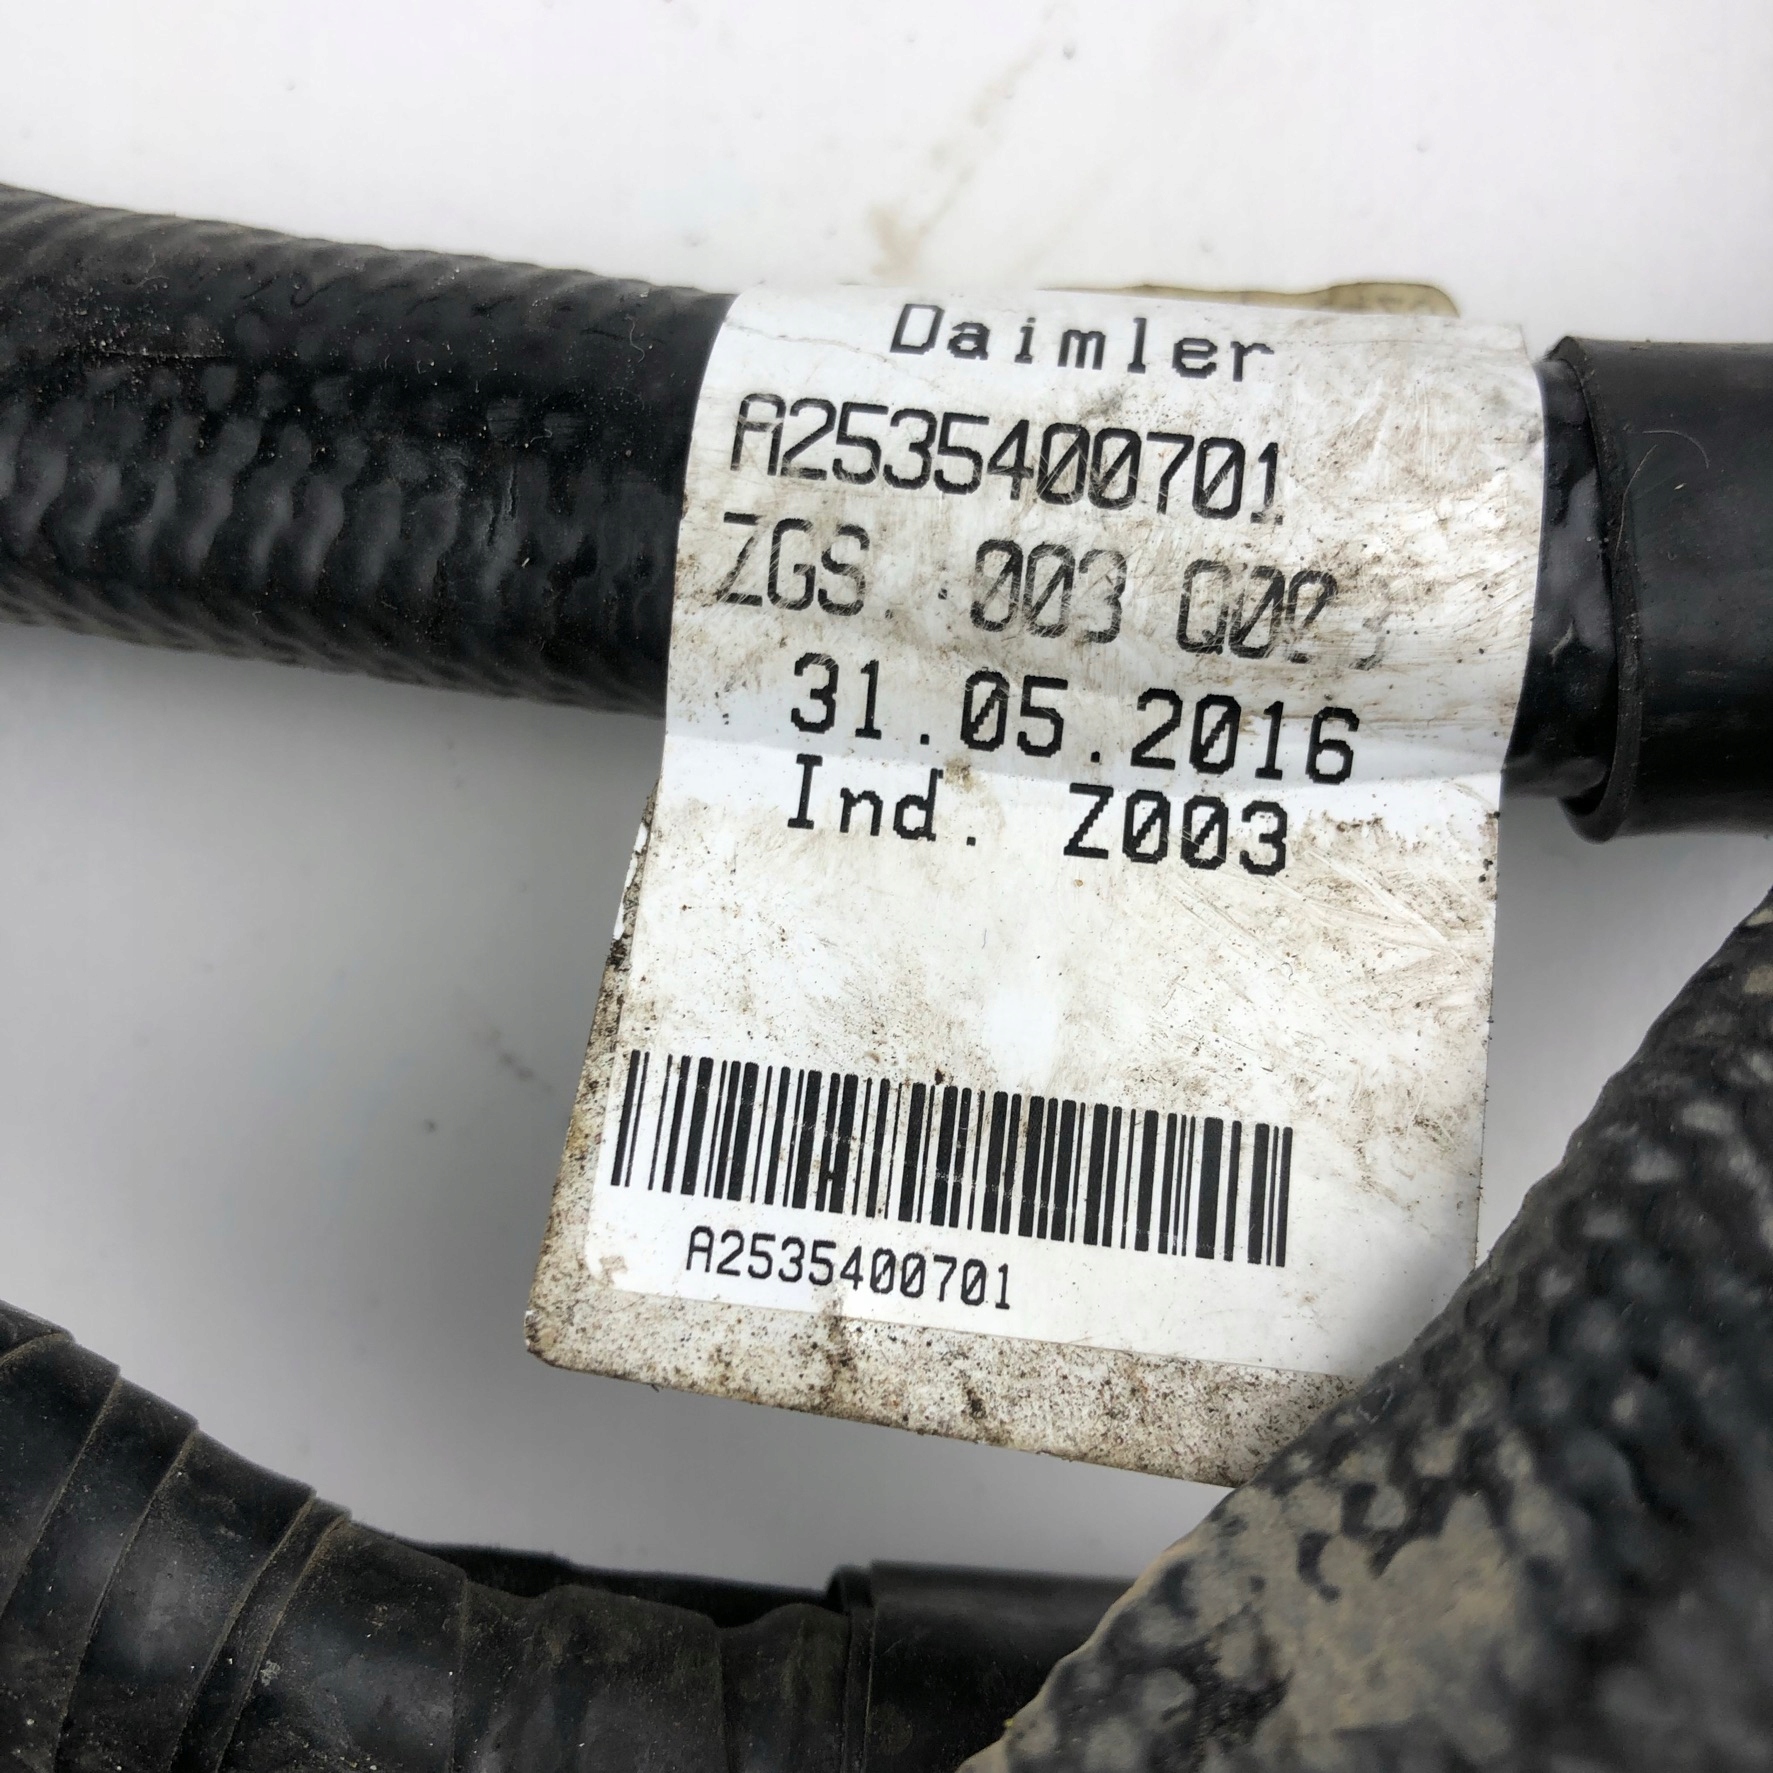 Daimler
A2535400701
ZGS. 003
31.05.2016
Ind. Z003
A2535400701